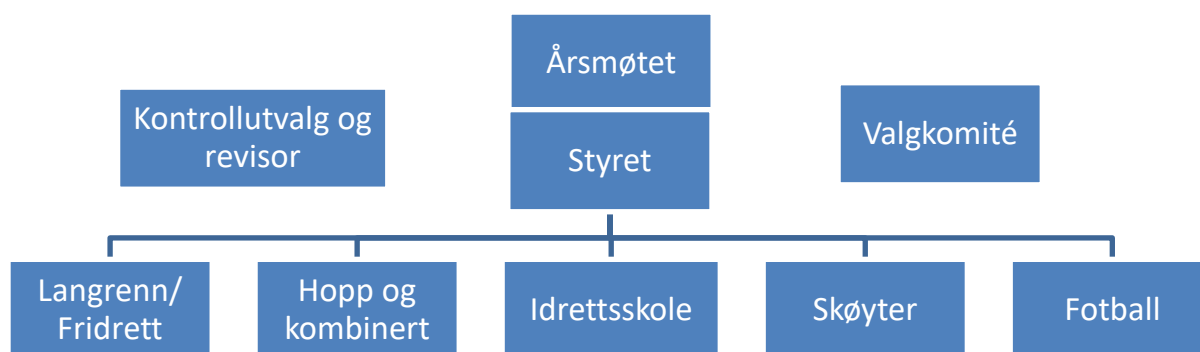 Årsmøtet
Kontrollutvalg og
revisor
Styret
Valgkomité
Langrenn/
Fridrett
Hopp og
kombinert
Idrettsskole
Skøyter
Fotball